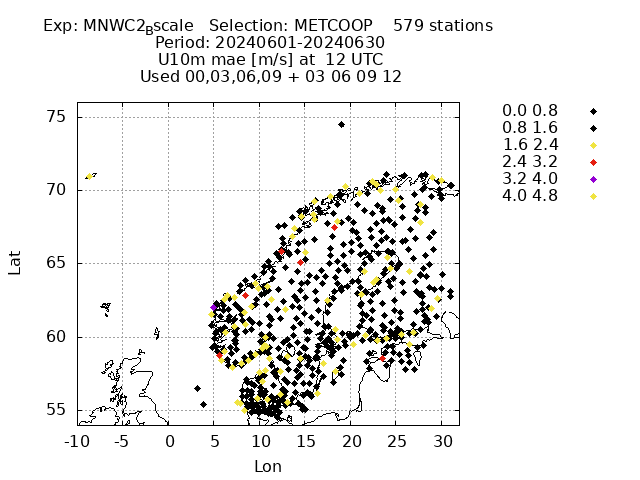 Exp: MNWC2Bscale   Selection: METCOOP    579 stations
Period: 20240601-20240630
U10m mae [m/s] at  12 UTC
Used 00,03,06,09 + 03 06 09 12
0.0 0.8
0.8 1.6
1.6 2.4
2.4 3.2
3.2 4.0
4.0 4.8
75
70
65
60
55
Lat
-10 -5 0 5 10 15 20 25 30
Lon